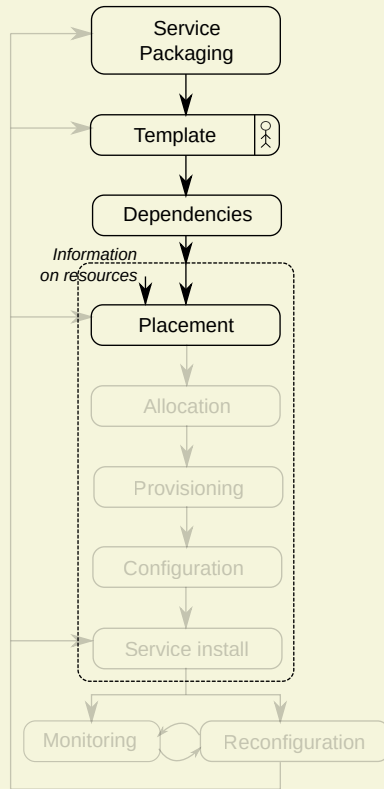 Service
Packaging
Template
Dependencies
Information
on resources
Placement
Allocation
Provisioning
Configuration
Service install
Monitoring
Reconfiguration